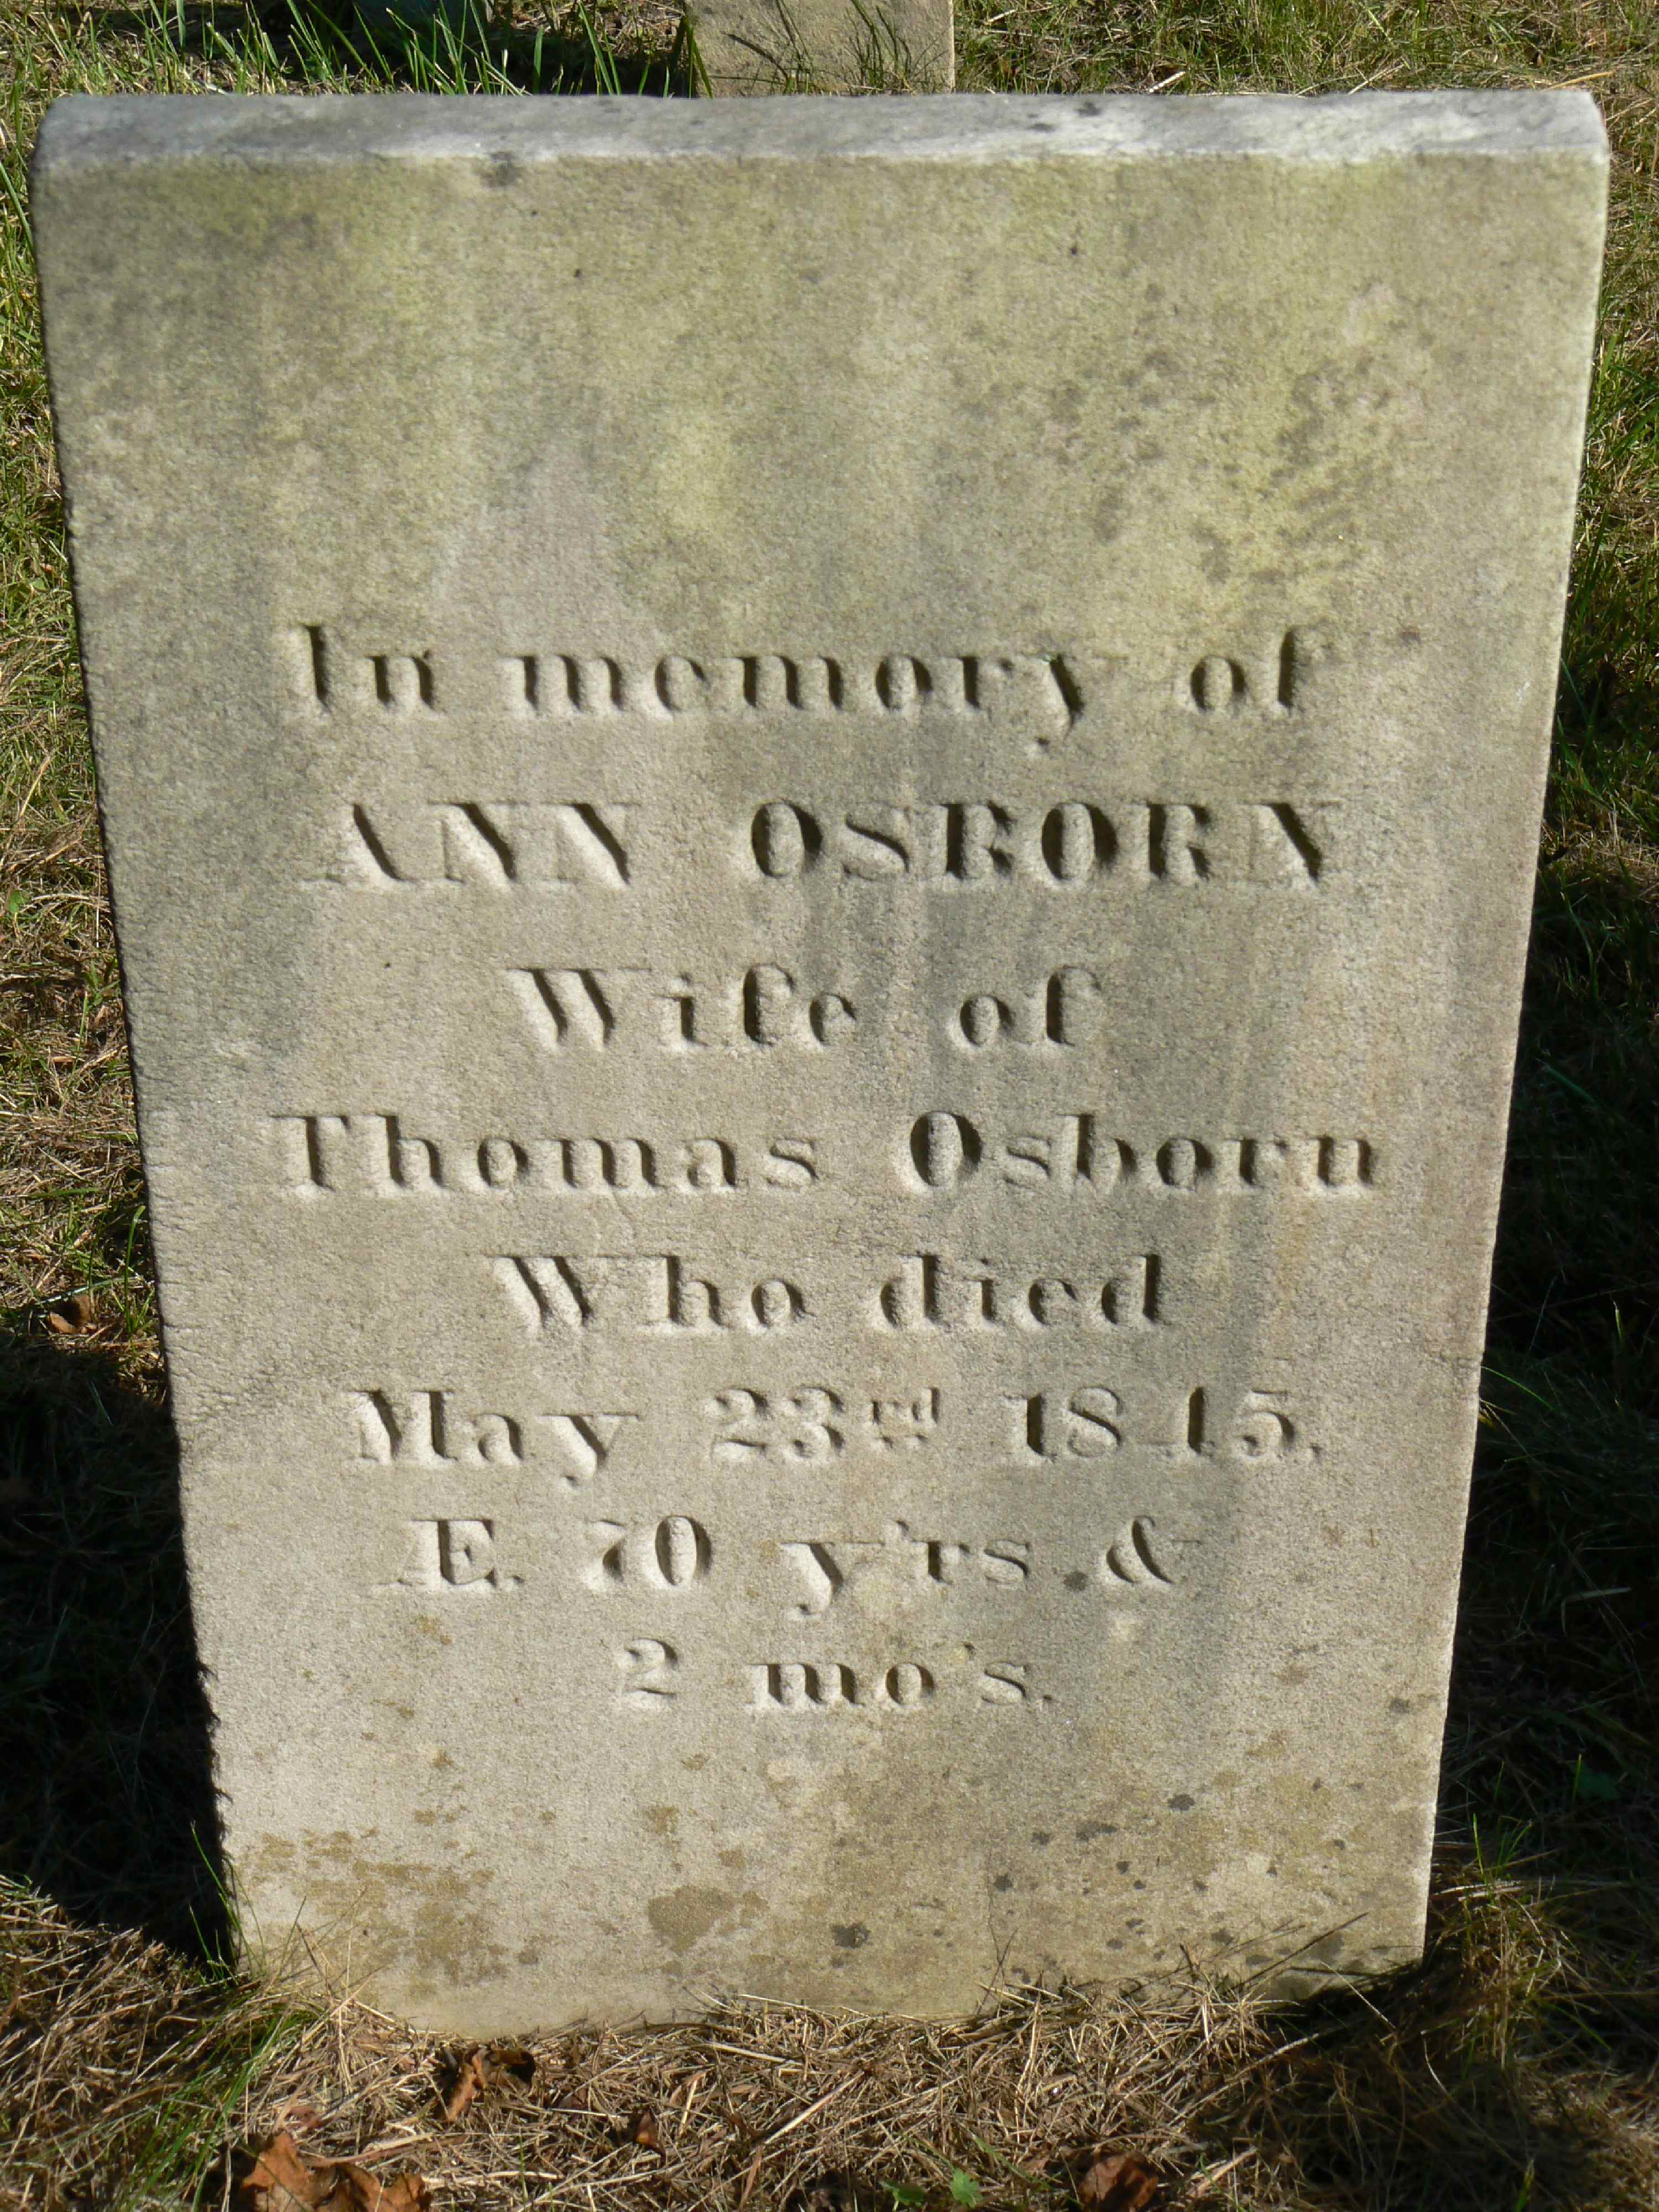 In memory of
ANN OSBORN
Wife of
Thomas Osborn
Who died
May 23rd 1845.
Æ. 70 y'rs. &
2 mo's.